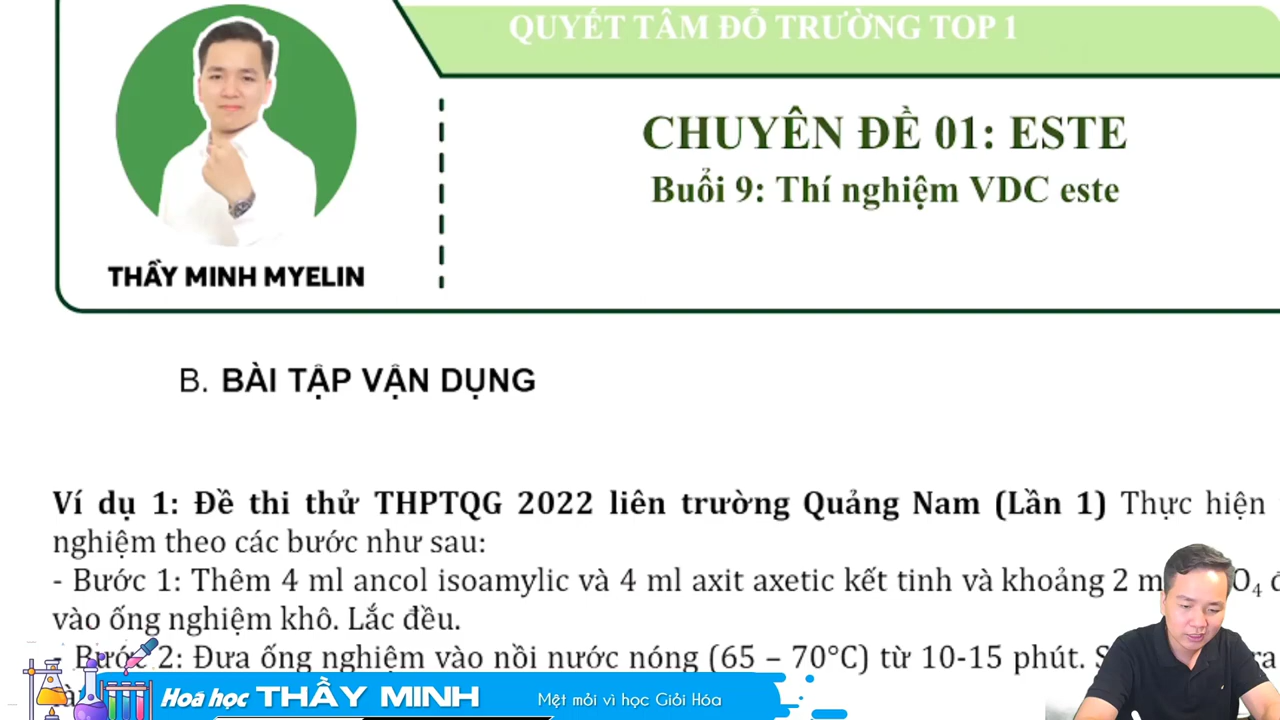 QUYẾT TÂM ĐỖ TRƯỜNG TOP 1
CHUYÊN ĐỀ 01: ESTE
Buổi 9: Thí nghiệm VDC este
THẦY MINH MYELIN
B. BÀI TẬP VẬN DỤNG
Ví dụ 1: Đề thi thử THPTQG 2022 liên trường Quảng Nam (Lần 1) Thực hiện
nghiệm theo các bước như sau:
- Bước 1: Thêm 4 ml ancol isoamylic và 4 ml axit axetic kết tinh và khoảng 2 m O₄
vào ống nghiệm khô. Lắc đều.
- Bước 2: Đưa ống nghiệm vào nồi nước nóng (65 – 70°C) từ 10-15 phút. ra
Hoá học THẦY MINH
Mệt mỏi vì học Giỏi Hóa